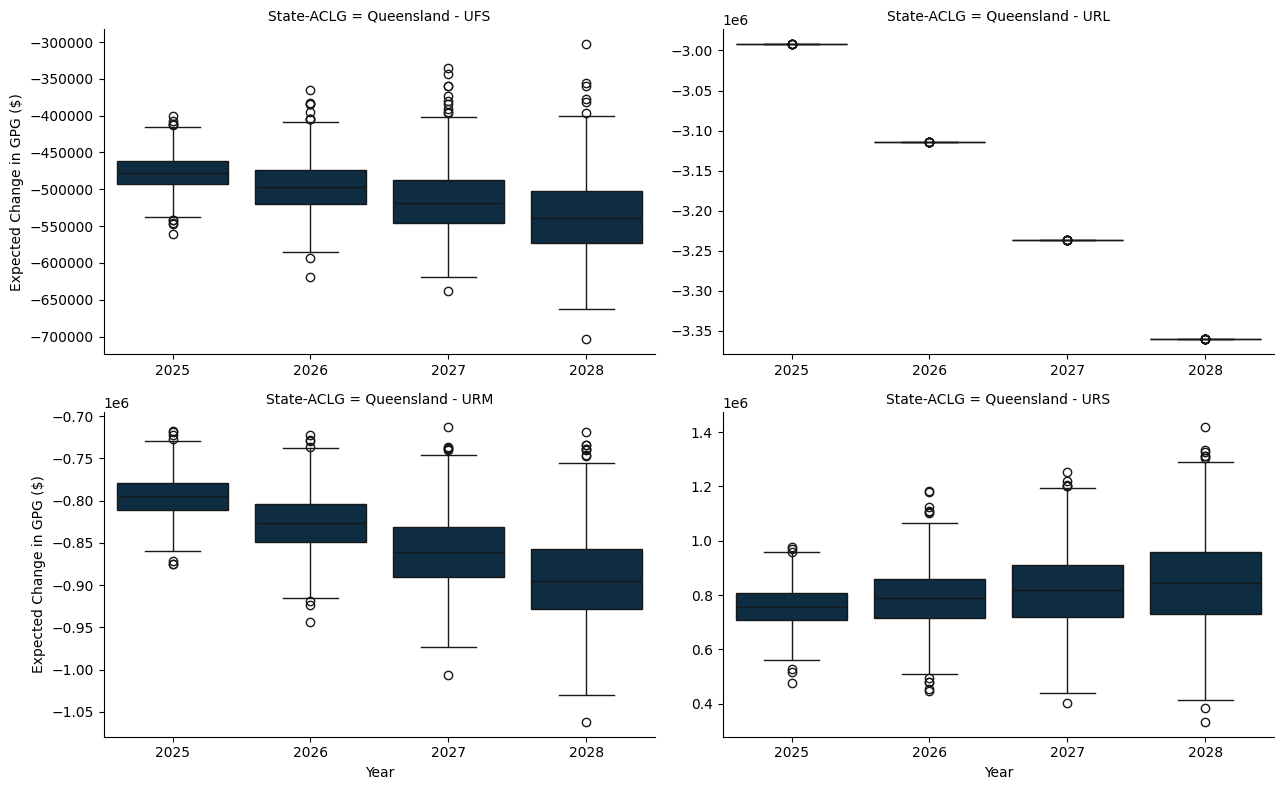 State-ACLG = Queensland - UFS
Expected Change in GPG ($)
−300000
−350000
−400000
−450000
−500000
−550000
−600000
−650000
−700000
2025 2026 2027 2028
State-ACLG = Queensland - URL
1e6
−3.00
−3.05
−3.10
−3.15
−3.20
−3.25
−3.30
−3.35
2025 2026 2027 2028
State-ACLG = Queensland - URM
1e6
Expected Change in GPG ($)
−0.70
−0.75
−0.80
−0.85
−0.90
−0.95
−1.00
−1.05
2025 2026 2027 2028
Year
State-ACLG = Queensland - URS
1e6
1.4
1.2
1.0
0.8
0.6
0.4
2025 2026 2027 2028
Year